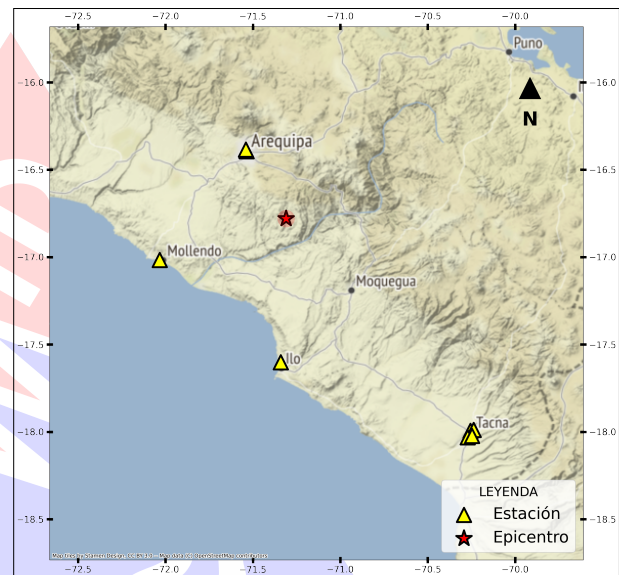 −72.5 −72.0 −71.5 −71.0 −70.5 −70.0
Puno
−16.0 −16.0
N
Arequipa
−16.5 −16.5
Mollendo
−17.0 −17.0
Moquegua
−17.5 −17.5
Ilo
Tacna
−18.0 −18.0
LEYENDA
Estación
Epicentro
−18.5 −18.5
−72.5 −72.0 −71.5 −71.0 −70.5 −70.0